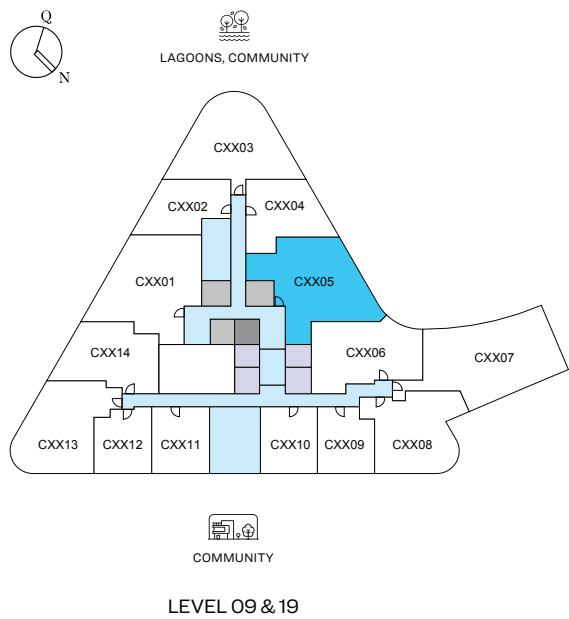 Q
N
LAGOONS, COMMUNITY
CXX03
CXX02
CXX04
CXX01
CXX05
CXX14
CXX06
CXX07
CXX13
CXX12
CXX11
CXX10
CXX09
CXX08
COMMUNITY
LEVEL 09 & 19